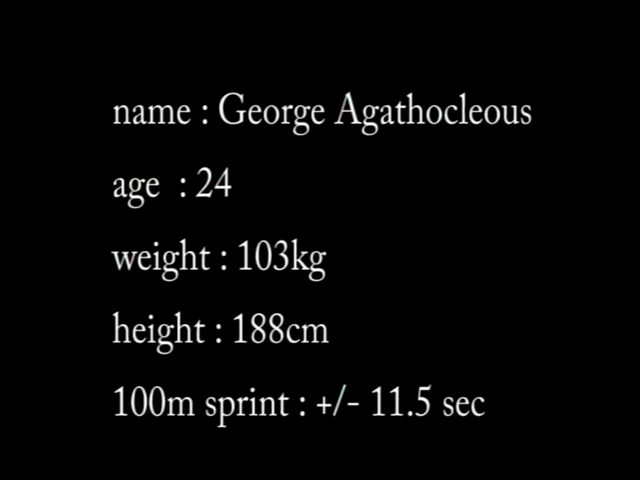 name : George Agathocleous
age : 24
weight : 103kg
height : 188cm
100m sprint : +/- 11.5 sec